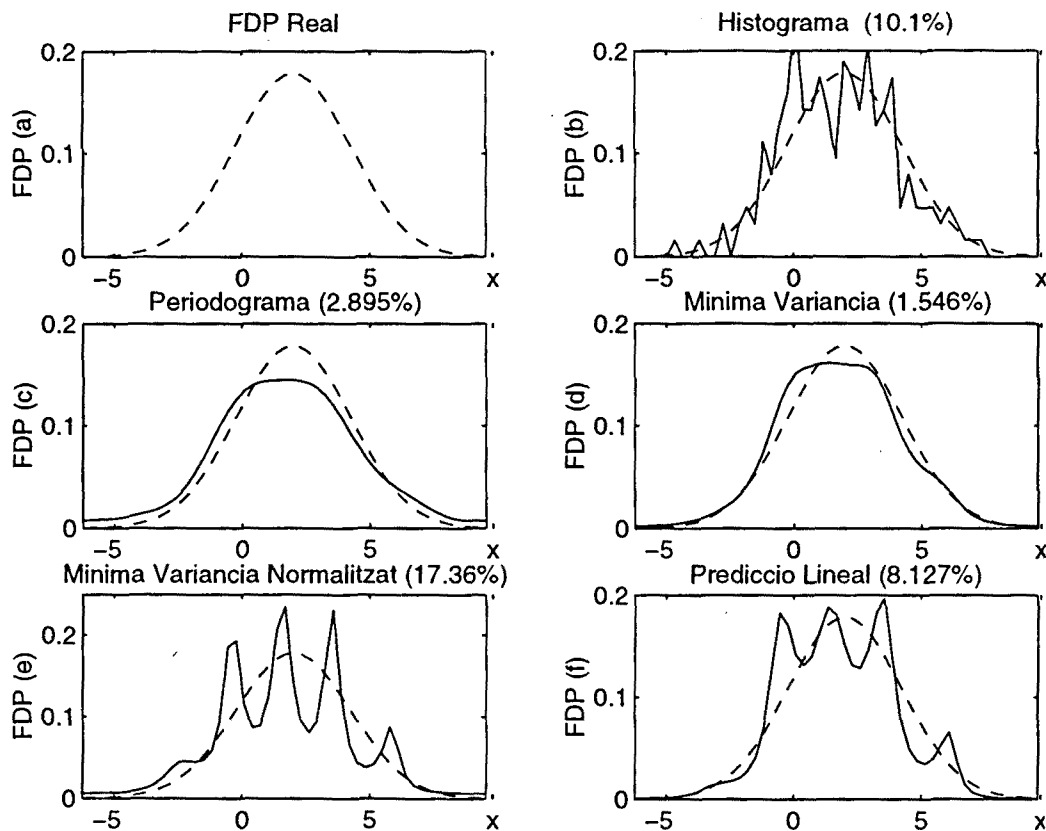 FDP Real
Histograma (10.1%)
0.2
0.1
0
FDP (a)
-5 0 5 x
0.2
0.1
0
FDP (b)
-5 0 5 x
Periodograma (2.895%)
Minima Variancia (1.546%)
0.2
0.1
0
FDP (c)
-5 0 5 x
0.2
0.1
0
FDP (d)
-5 0 5 x
Minima Variancia Normalitzat (17.36%)
Prediccio Lineal (8.127%)
0.2
0.1
0
FDP (e)
-5 0 5 x
0.2
0.1
0
FDP (f)
-5 0 5 x